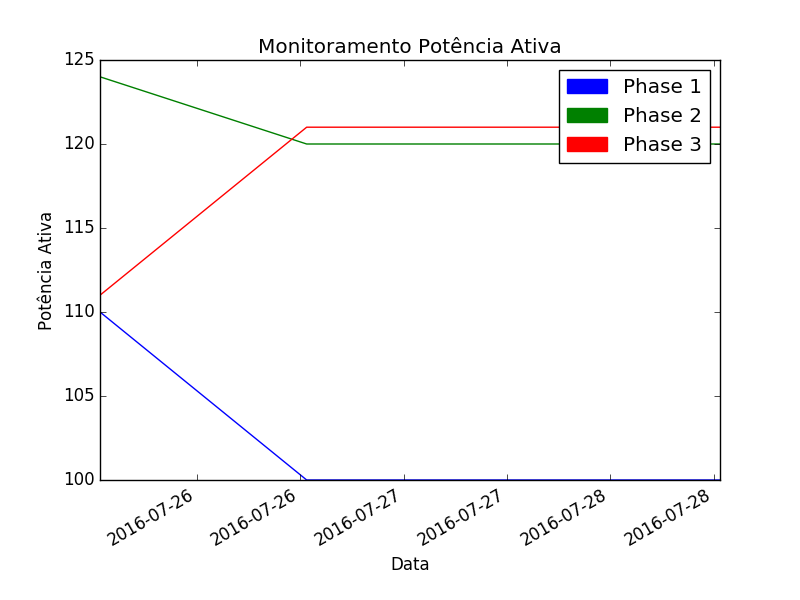 Monitoramento Potência Ativa
125
120
115
110
105
100
Potência Ativa
Phase 1
Phase 2
Phase 3
2016-07-26
2016-07-26
2016-07-27
2016-07-27
2016-07-28
2016-07-28
Data